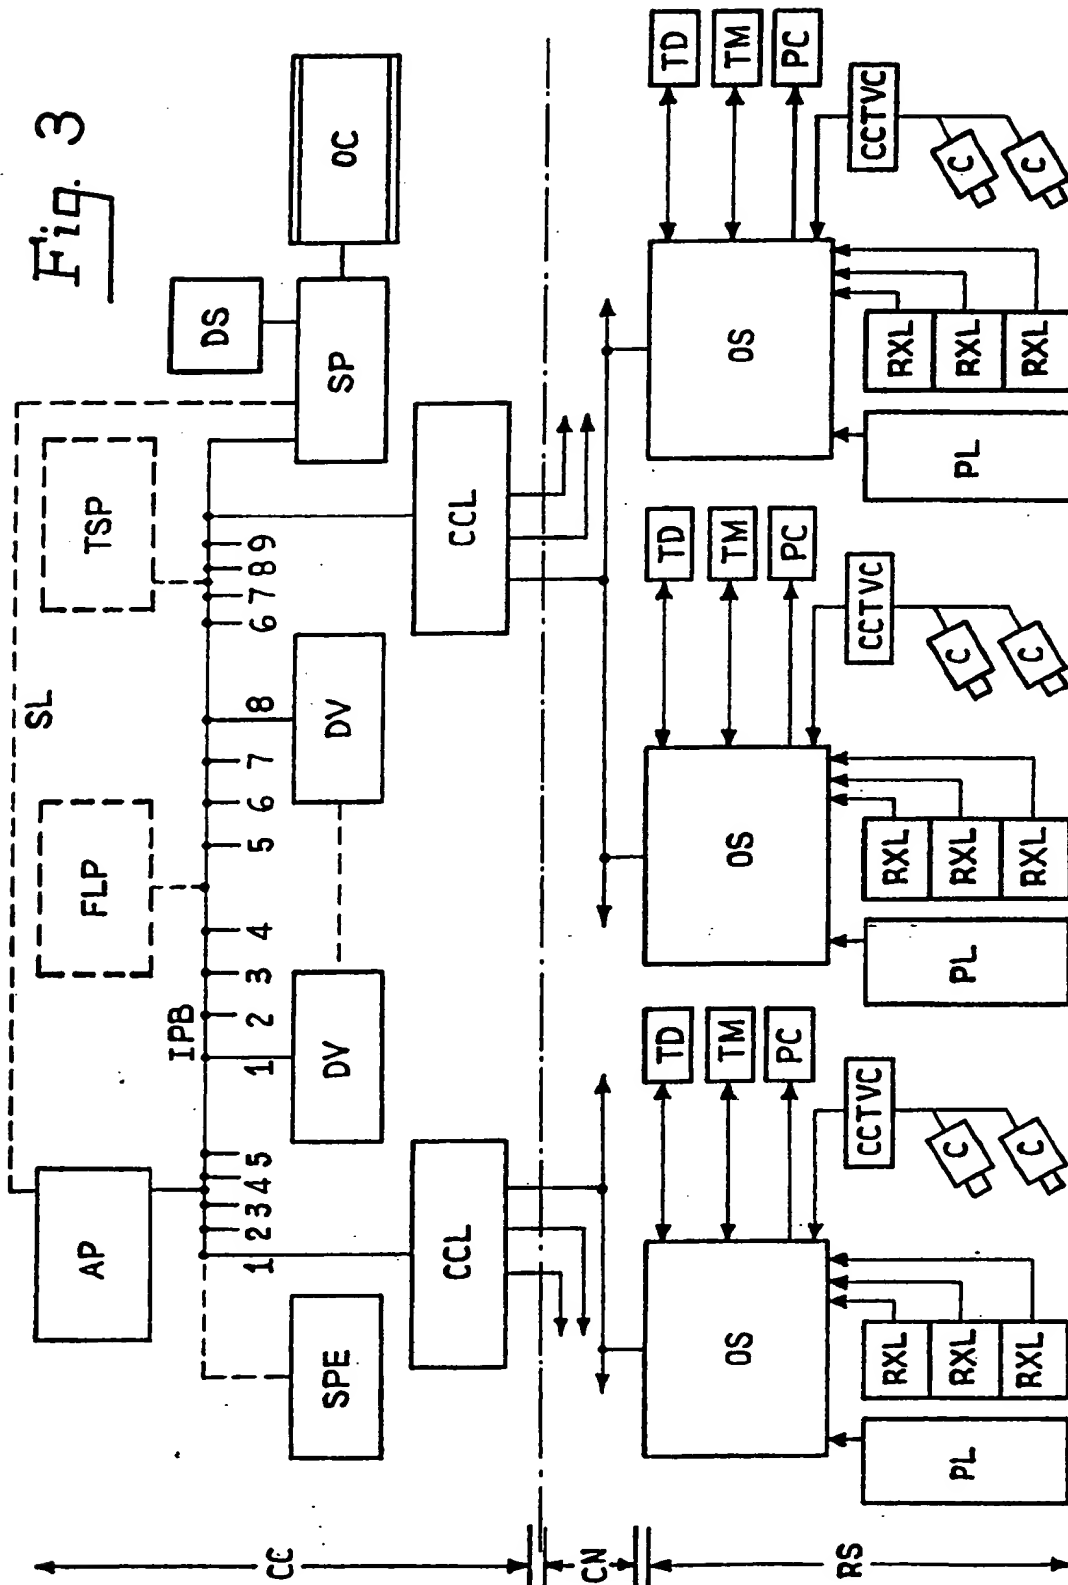 Fig. 3
AP
SL
FLP
TSP
DS
SP
OC
IPB
SPE
1 2 3 4 5
1 2 3 4 5 6 7 8
6 7 8 9
DV
DV
CCL
CCL
CC
CN
RS
OS
TD
TM
PC
CCTVC
C
C
RXL
RXL
RXL
PL
OS
TD
TM
PC
CCTVC
C
C
RXL
RXL
RXL
PL
OS
TD
TM
PC
CCTVC
C
C
RXL
RXL
RXL
PL